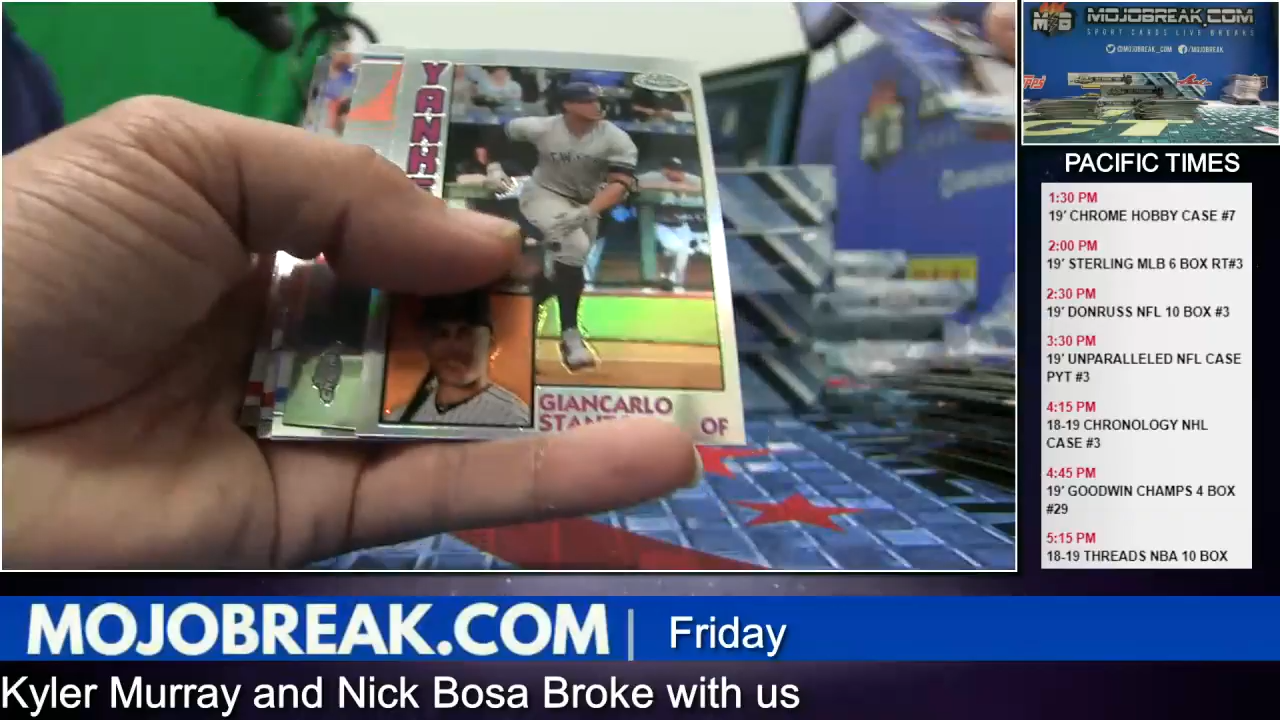 YANK
GIANCARLO
OF
MOJOBREAK.COM
SPORT CARDS LIVE BREAKS
@MOJOBREAK_COM /MOJOBREAK
PACIFIC TIMES
1:30 PM
19' CHROME HOBBY CASE #7
2:00 PM
19' STERLING MLB 6 BOX RT#3
2:30 PM
19' DONRUSS NFL 10 BOX #3
3:30 PM
19' UNPARALLELED NFL CASE
PYT #3
4:15 PM
18-19 CHRONOLOGY NHL
CASE #3
4:45 PM
19' GOODWIN CHAMPS 4 BOX
#29
5:15 PM
18-19 THREADS NBA 10 BOX
MOJOBREAK.COM | Friday
Kyler Murray and Nick Bosa Broke with us